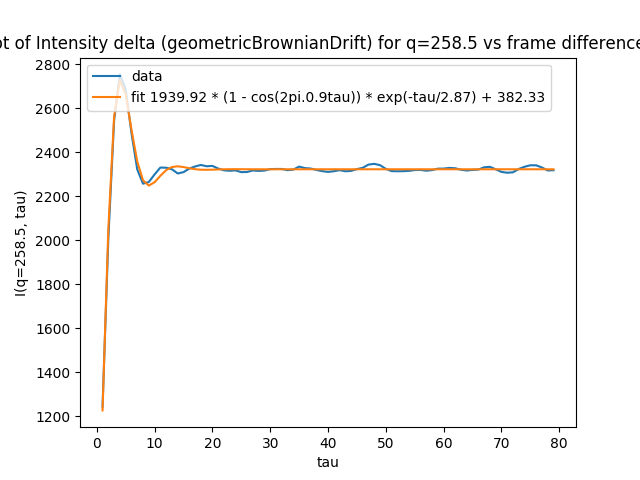 ot of Intensity delta (geometricBrownianDrift) for q=258.5 vs frame difference
data
fit 1939.92 * (1 - cos(2pi.0.9tau)) * exp(-tau/2.87) + 382.33
2800
2600
2400
2200
2000
1800
1600
1400
1200
I(q=258.5, tau)
0 10 20 30 40 50 60 70 80
tau